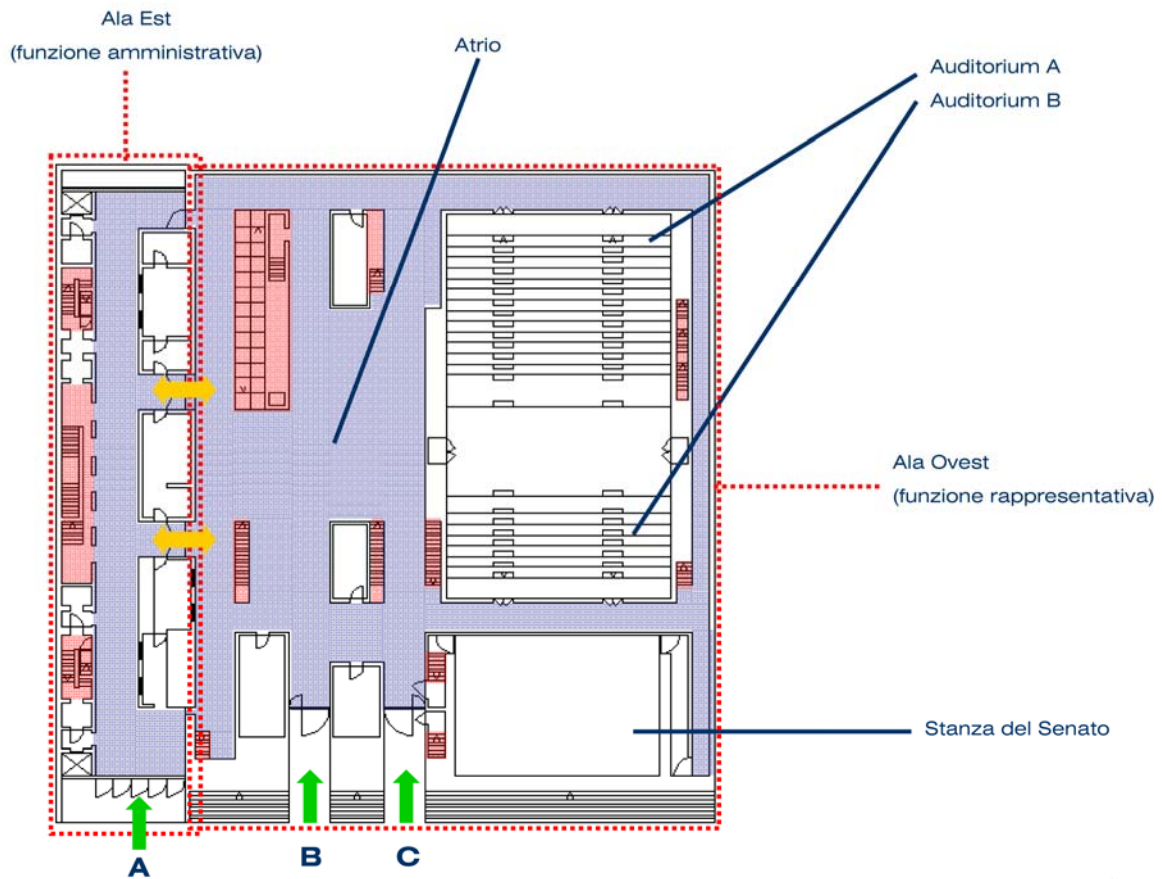 Ala Est
(funzione amministrativa)
Atrio
Auditorium A
Auditorium B
Ala Ovest
(funzione rappresentativa)
Stanza del Senato
A
B
C